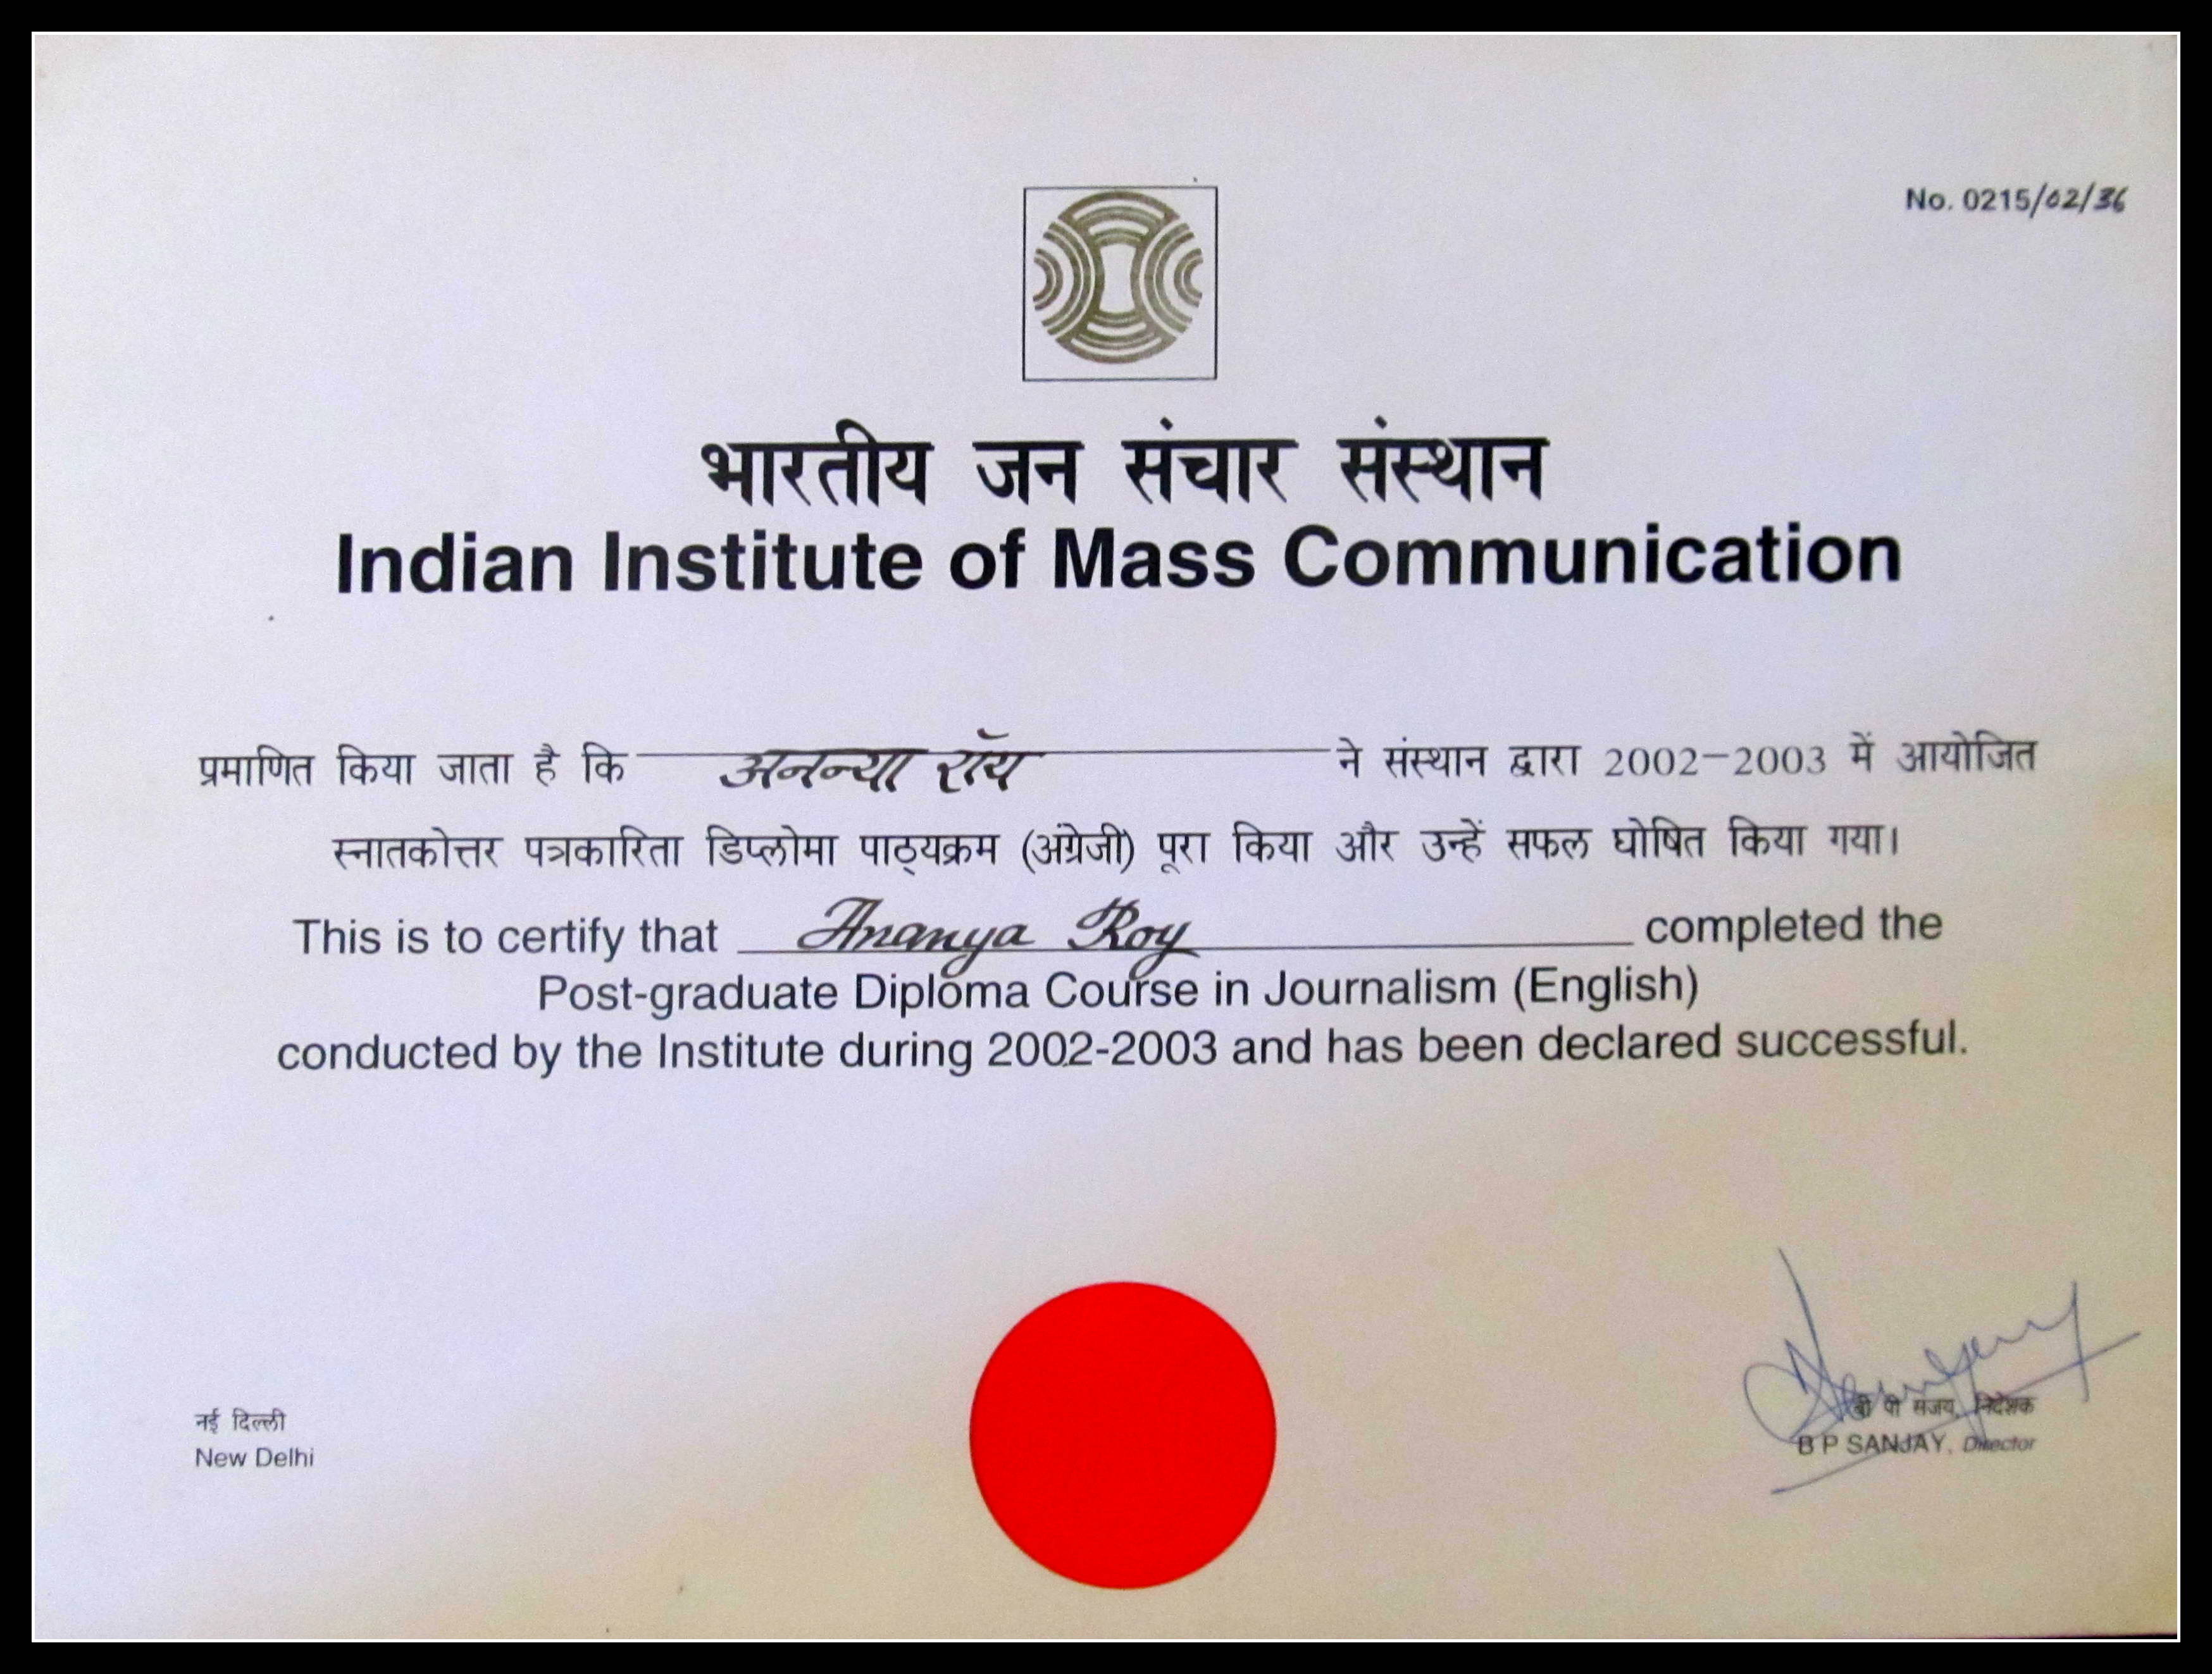 No. 0215/02/36
भारतीय जन संचार संस्थान
Indian Institute of Mass Communication
प्रमाणित किया जाता है कि अनन्या रॉय ने संस्थान द्वारा 2002-2003 में आयोजित
स्नातकोत्तर पत्रकारिता डिप्लोमा पाठ्यक्रम (अंग्रेजी) पूरा किया और उन्हें सफल घोषित किया गया।
This is to certify that Ananya Roy completed the
Post-graduate Diploma Course in Journalism (English)
conducted by the Institute during 2002-2003 and has been declared successful.
नई दिल्ली
New Delhi
बी पी संजय, निदेशक
B P SANJAY, Director